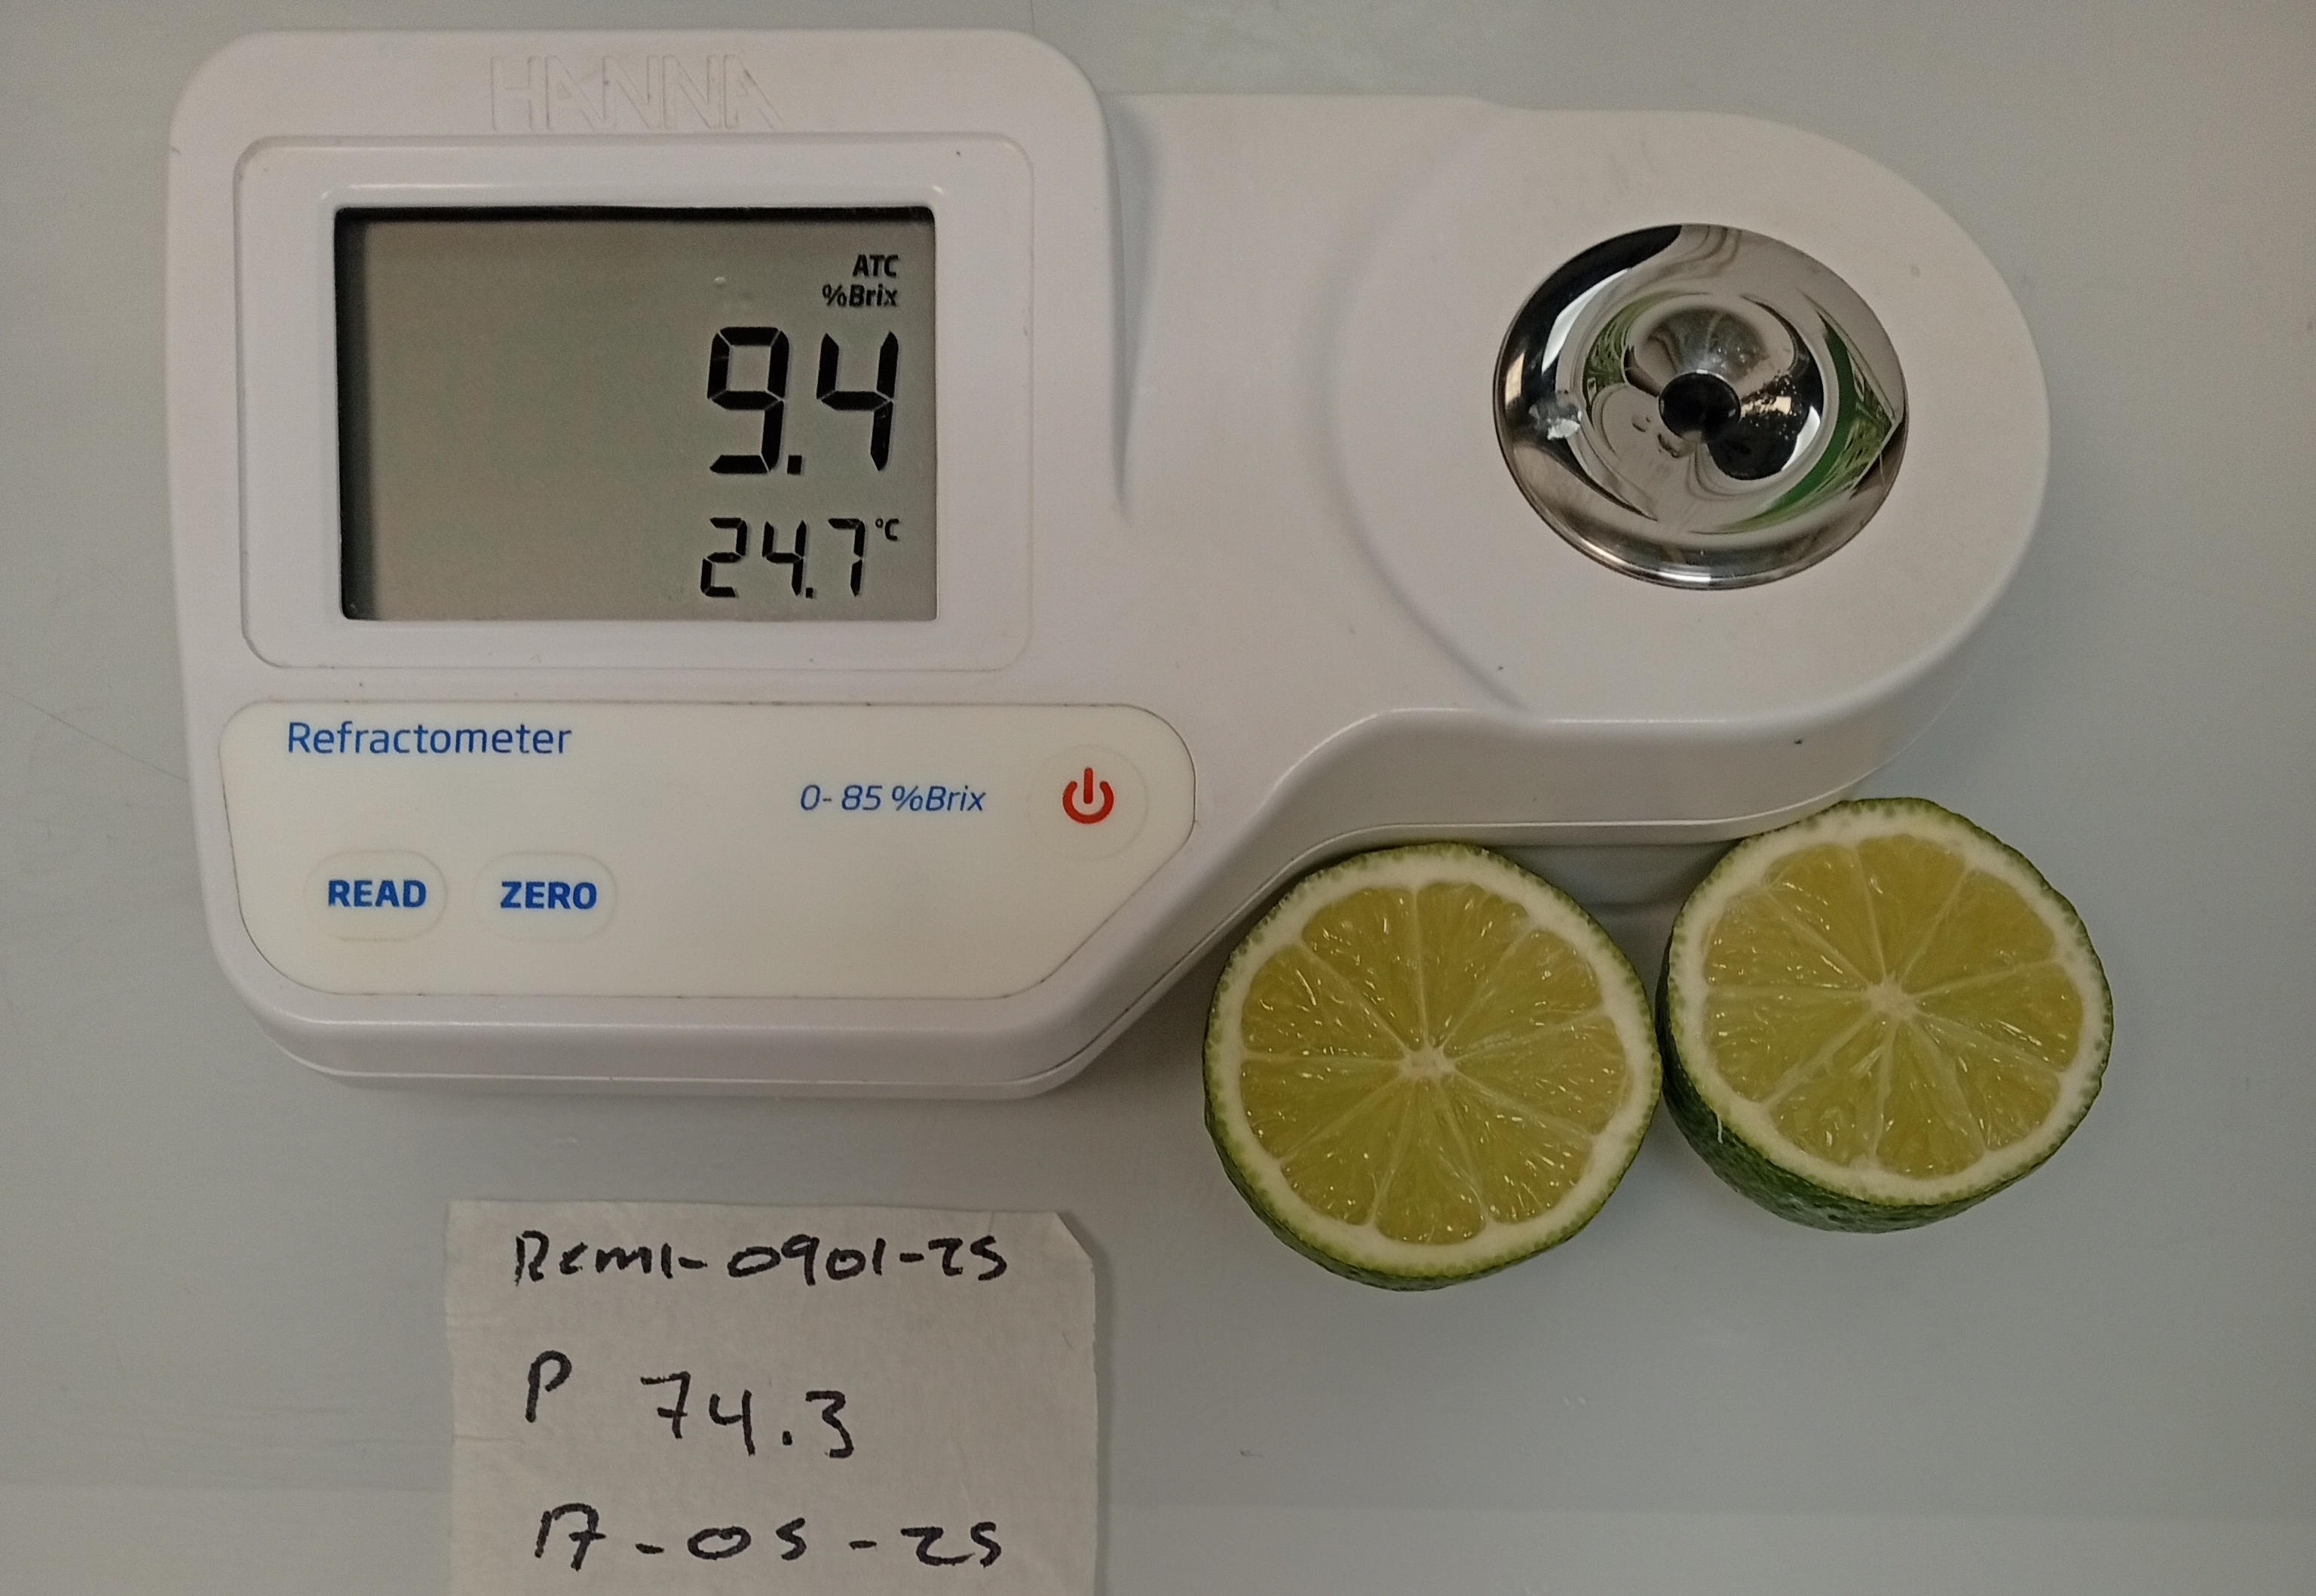 HANNA
ATC
%Brix
9.4
24.7°C
Refractometer
0-85 %Brix
READ
ZERO
Remi-0901-25
P 74.3
17-05-25